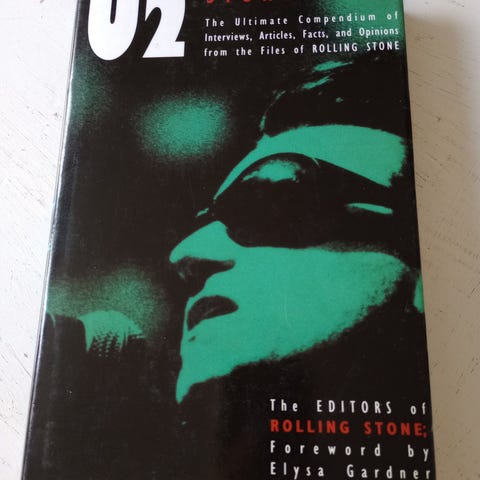 U2
The Ultimate Compendium of
Interviews, Articles, Facts, and Opinions
from the Files of ROLLING STONE
The EDITORS of
ROLLING STONE;
Foreword by
Elysa Gardner